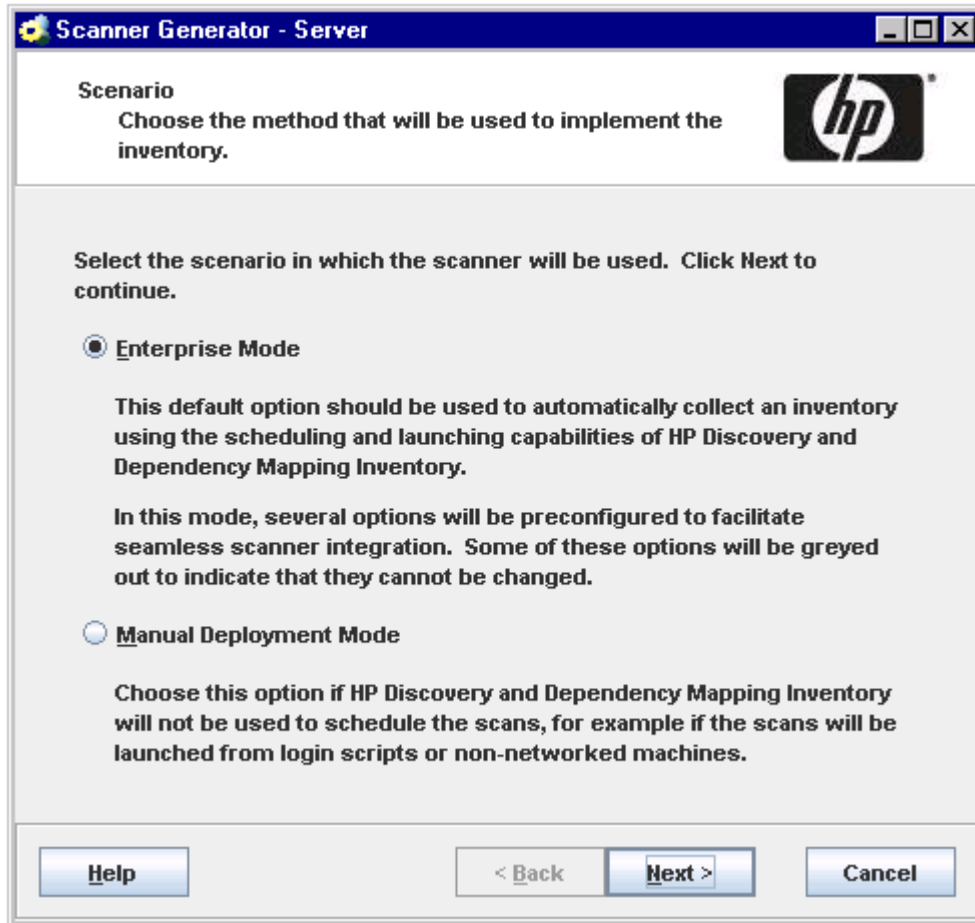 Scanner Generator - Server
Scenario
Choose the method that will be used to implement the
inventory.
hp
Select the scenario in which the scanner will be used.  Click Next to
continue.
Enterprise Mode
This default option should be used to automatically collect an inventory
using the scheduling and launching capabilities of HP Discovery and
Dependency Mapping Inventory.
In this mode, several options will be preconfigured to facilitate
seamless scanner integration.  Some of these options will be greyed
out to indicate that they cannot be changed.
Manual Deployment Mode
Choose this option if HP Discovery and Dependency Mapping Inventory
will not be used to schedule the scans, for example if the scans will be
launched from login scripts or non-networked machines.
Help
< Back
Next >
Cancel